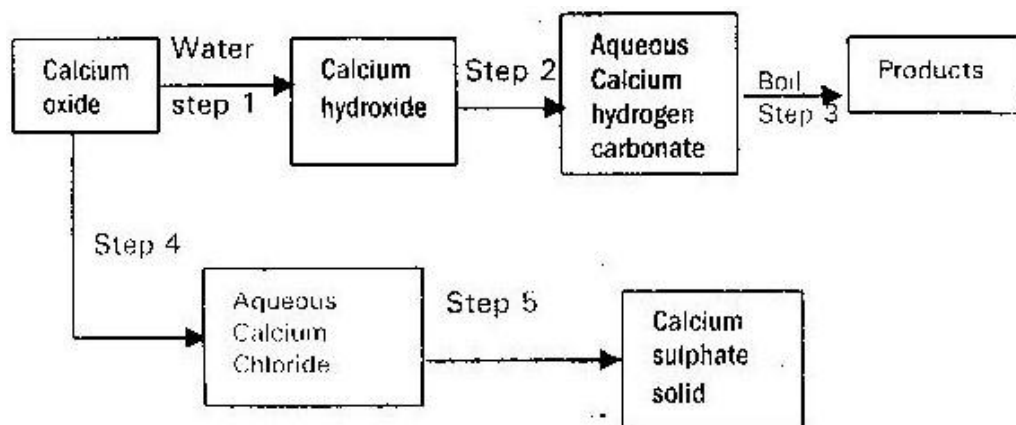 Calcium
oxide
Water
step 1
Calcium
hydroxide
Step 2
Aqueous
Calcium
hydrogen
carbonate
Boil
Step 3
Products
Step 4
Aqueous
Calcium
Chloride
Step 5
Calcium
sulphate
solid